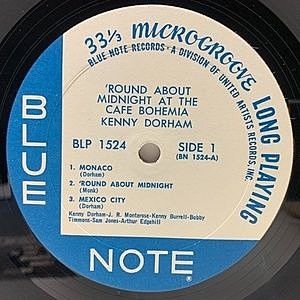 33 1/3 MICROGROOVE LONG PLAYING
BLUE NOTE RECORDS • A DIVISION OF UNITED ARTISTS RECORDS, INC.
'ROUND ABOUT
MIDNIGHT AT THE
CAFE BOHEMIA
KENNY DORHAM
BLP 1524 SIDE 1
(BN 1524-A)
1. MONACO
(Dorham)
2. 'ROUND ABOUT MIDNIGHT
(Monk)
3. MEXICO CITY
(Dorham)
Kenny Dorham-J. R. Monterose-Kenny Burrell-Bobby
Timmons-Sam Jones-Arthur Edgehill
BLUE
NOTE ®